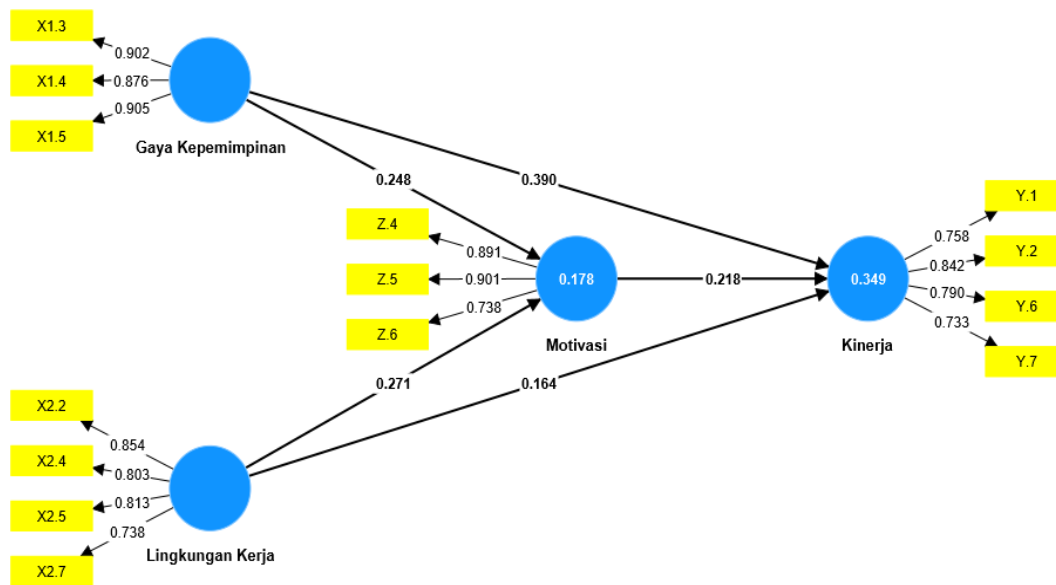 X1.3
0.902
X1.4
0.876
X1.5
0.905
Gaya Kepemimpinan
0.248
0.390
Z.4
0.891
Z.5
0.901
Z.6
0.738
0.178
Motivasi
0.218
0.349
Kinerja
Y.1
0.758
Y.2
0.842
Y.6
0.790
Y.7
0.733
0.271
0.164
X2.2
0.854
X2.4
0.803
X2.5
0.813
X2.7
0.738
Lingkungan Kerja